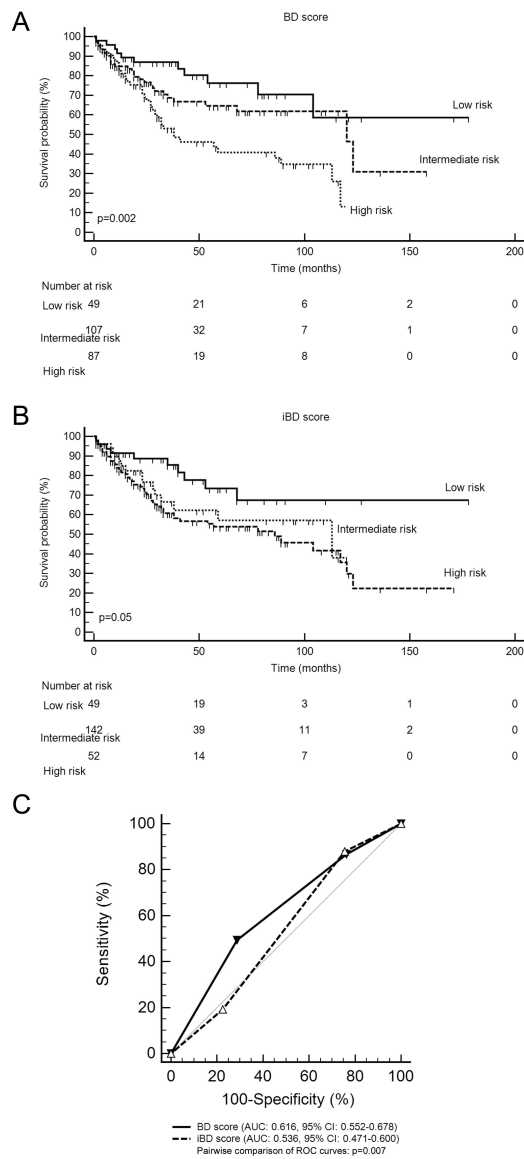 A
BD score
Survival probability (%)
100
90
80
70
60
50
40
30
20
10
0
Low risk
Intermediate risk
High risk
p=0.002
0 50 100 150 200
Time (months)
Number at risk
Low risk 49 21 6 2 0
Intermediate risk 107 32 7 1 0
High risk 87 19 8 0 0
B
iBD score
Survival probability (%)
100
90
80
70
60
50
40
30
20
10
0
Low risk
Intermediate risk
High risk
p=0.05
0 50 100 150 200
Time (months)
Number at risk
Low risk 49 19 3 1 0
Intermediate risk 142 39 11 2 0
High risk 52 14 7 0 0
C
Sensitivity (%)
100
80
60
40
20
0
0 20 40 60 80 100
100-Specificity (%)
BD score (AUC: 0.616, 95% CI: 0.552-0.678)
iBD score (AUC: 0.536, 95% CI: 0.471-0.600)
Pairwise comparison of ROC curves: p=0.007